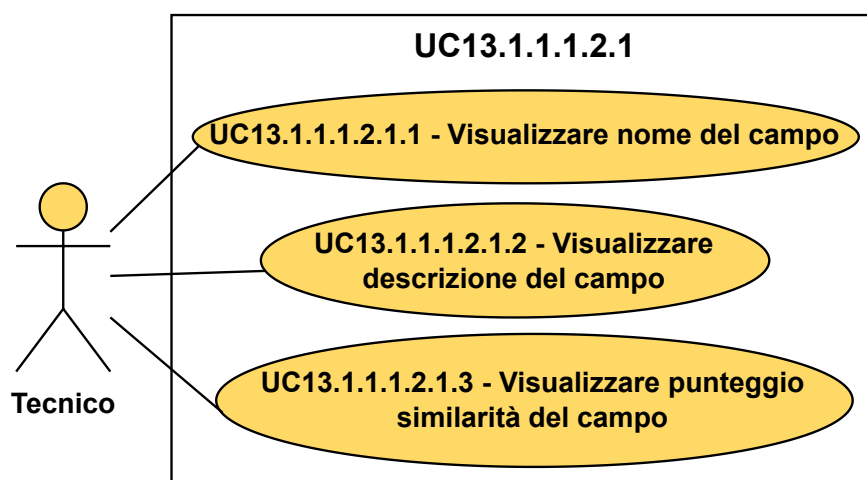 UC13.1.1.1.2.1
UC13.1.1.1.2.1.1 - Visualizzare nome del campo
UC13.1.1.1.2.1.2 - Visualizzare
descrizione del campo
UC13.1.1.1.2.1.3 - Visualizzare punteggio
similarità del campo
Tecnico